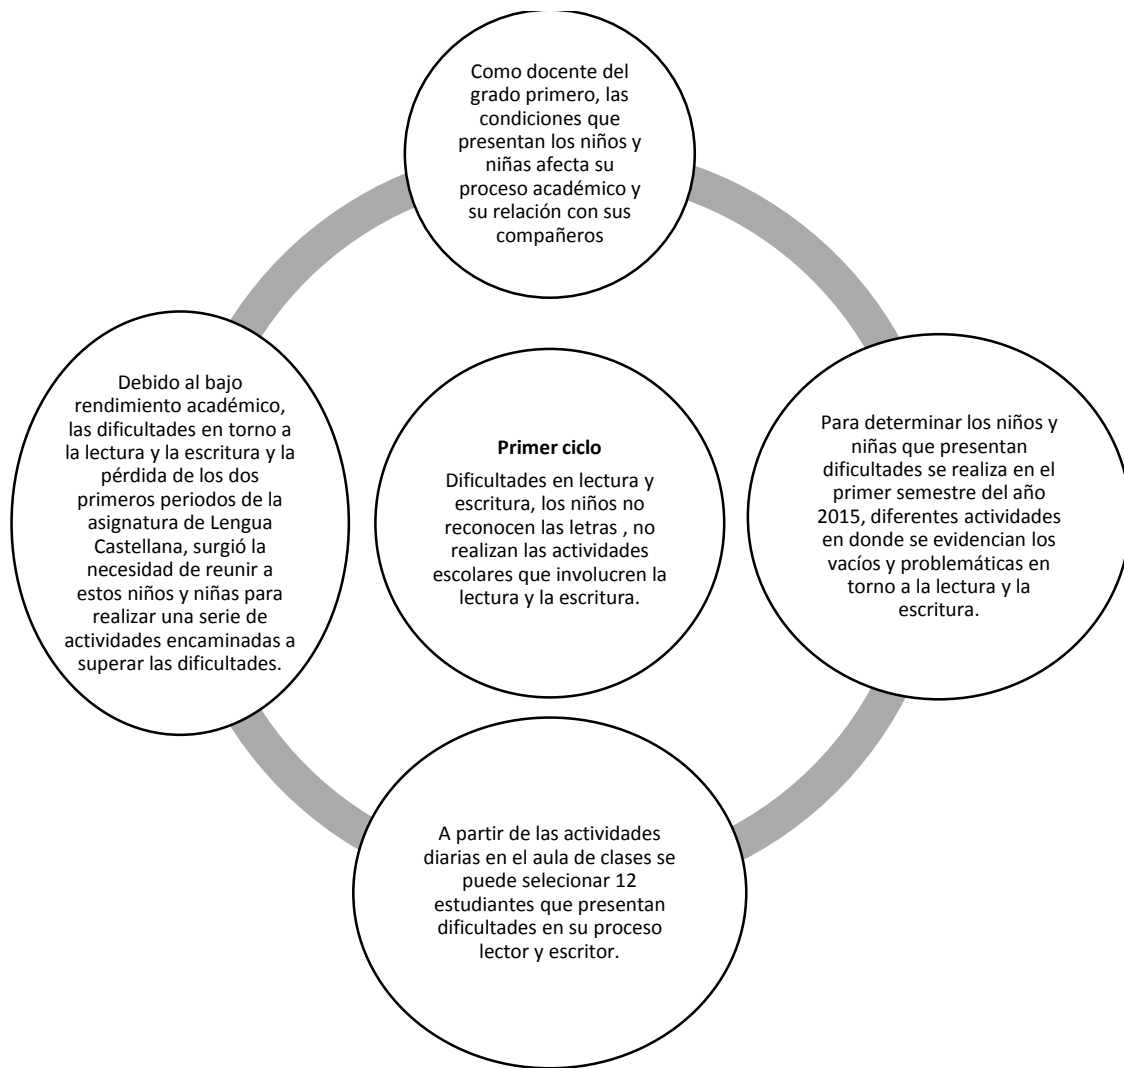 Como docente del
grado primero, las
condiciones que
presentan los niños y
niñas afecta su
proceso académico y
su relación con sus
compañeros
Debido al bajo
rendimiento académico,
las dificultades en torno a
la lectura y la escritura y la
pérdida de los dos
primeros periodos de la
asignatura de Lengua
Castellana, surgió la
necesidad de reunir a
estos niños y niñas para
realizar una serie de
actividades encaminadas a
superar las dificultades.
Primer ciclo
Dificultades en lectura y
escritura, los niños no
reconocen las letras , no
realizan las actividades
escolares que involucren la
lectura y la escritura.
Para determinar los niños y
niñas que presentan
dificultades se realiza en el
primer semestre del año
2015, diferentes actividades
en donde se evidencian los
vacíos y problemáticas en
torno a la lectura y la
escritura.
A partir de las actividades
diarias en el aula de clases se
puede selecionar 12
estudiantes que presentan
dificultades en su proceso
lector y escritor.